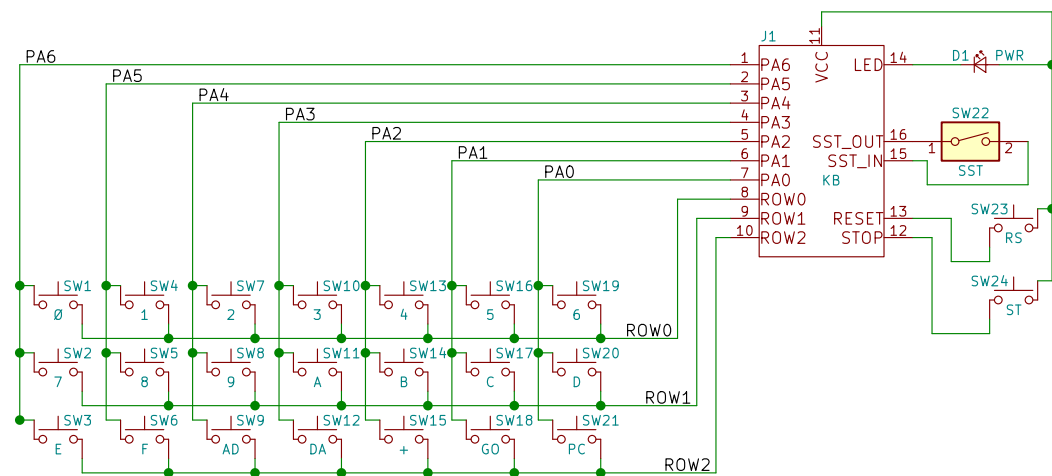 J1
PA6 1 PA6 11 VCC LED 14 D1 PWR
PA5 2 PA5
PA4 3 PA4
PA3 4 PA3 SW22
PA2 5 PA2 SST_OUT 16 1 2
PA1 6 PA1 SST_IN 15 SST
PA0 7 PA0 KB
8 ROW0
9 ROW1 RESET 13 SW23 RS
10 ROW2 STOP 12
SW24 ST
SW1 SW4 SW7 SW10 SW13 SW16 SW19
Ø 1 2 3 4 5 6
ROW0
SW2 SW5 SW8 SW11 SW14 SW17 SW20
7 8 9 A B C D
ROW1
SW3 SW6 SW9 SW12 SW15 SW18 SW21
E F AD DA + GO PC
ROW2